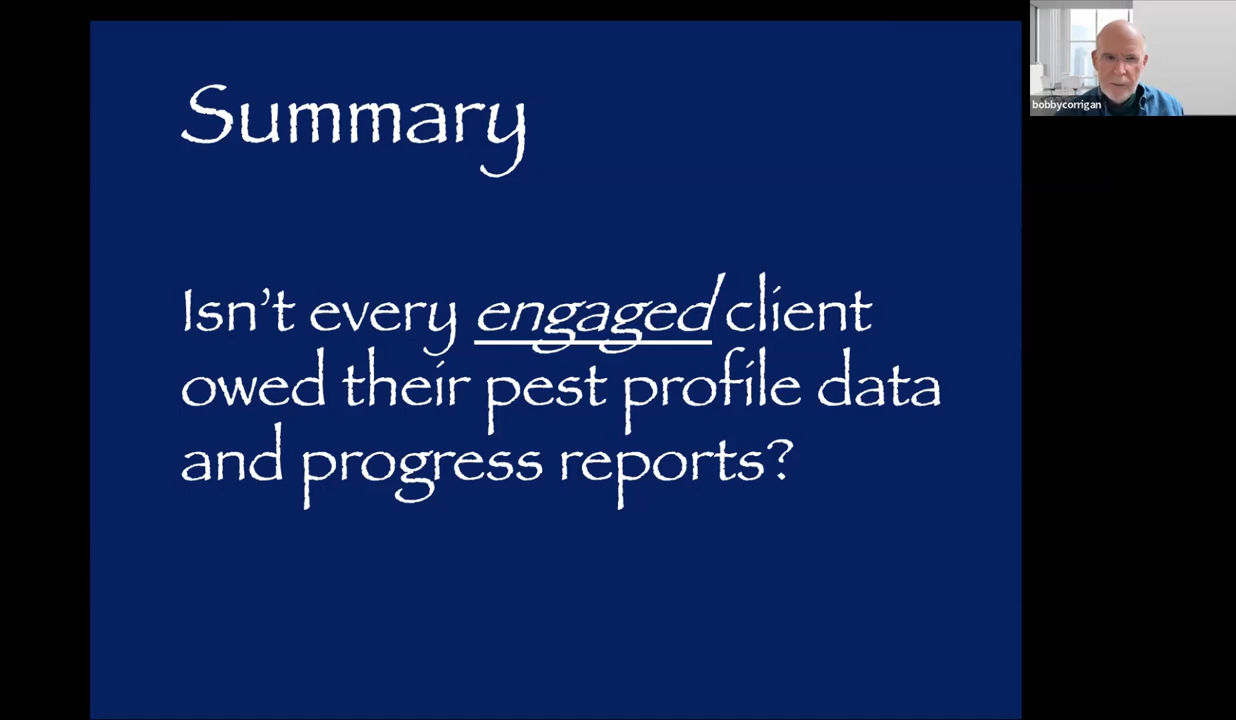 Summary
Isn't every engaged client
owed their pest profile data
and progress reports?
bobbycorrigan